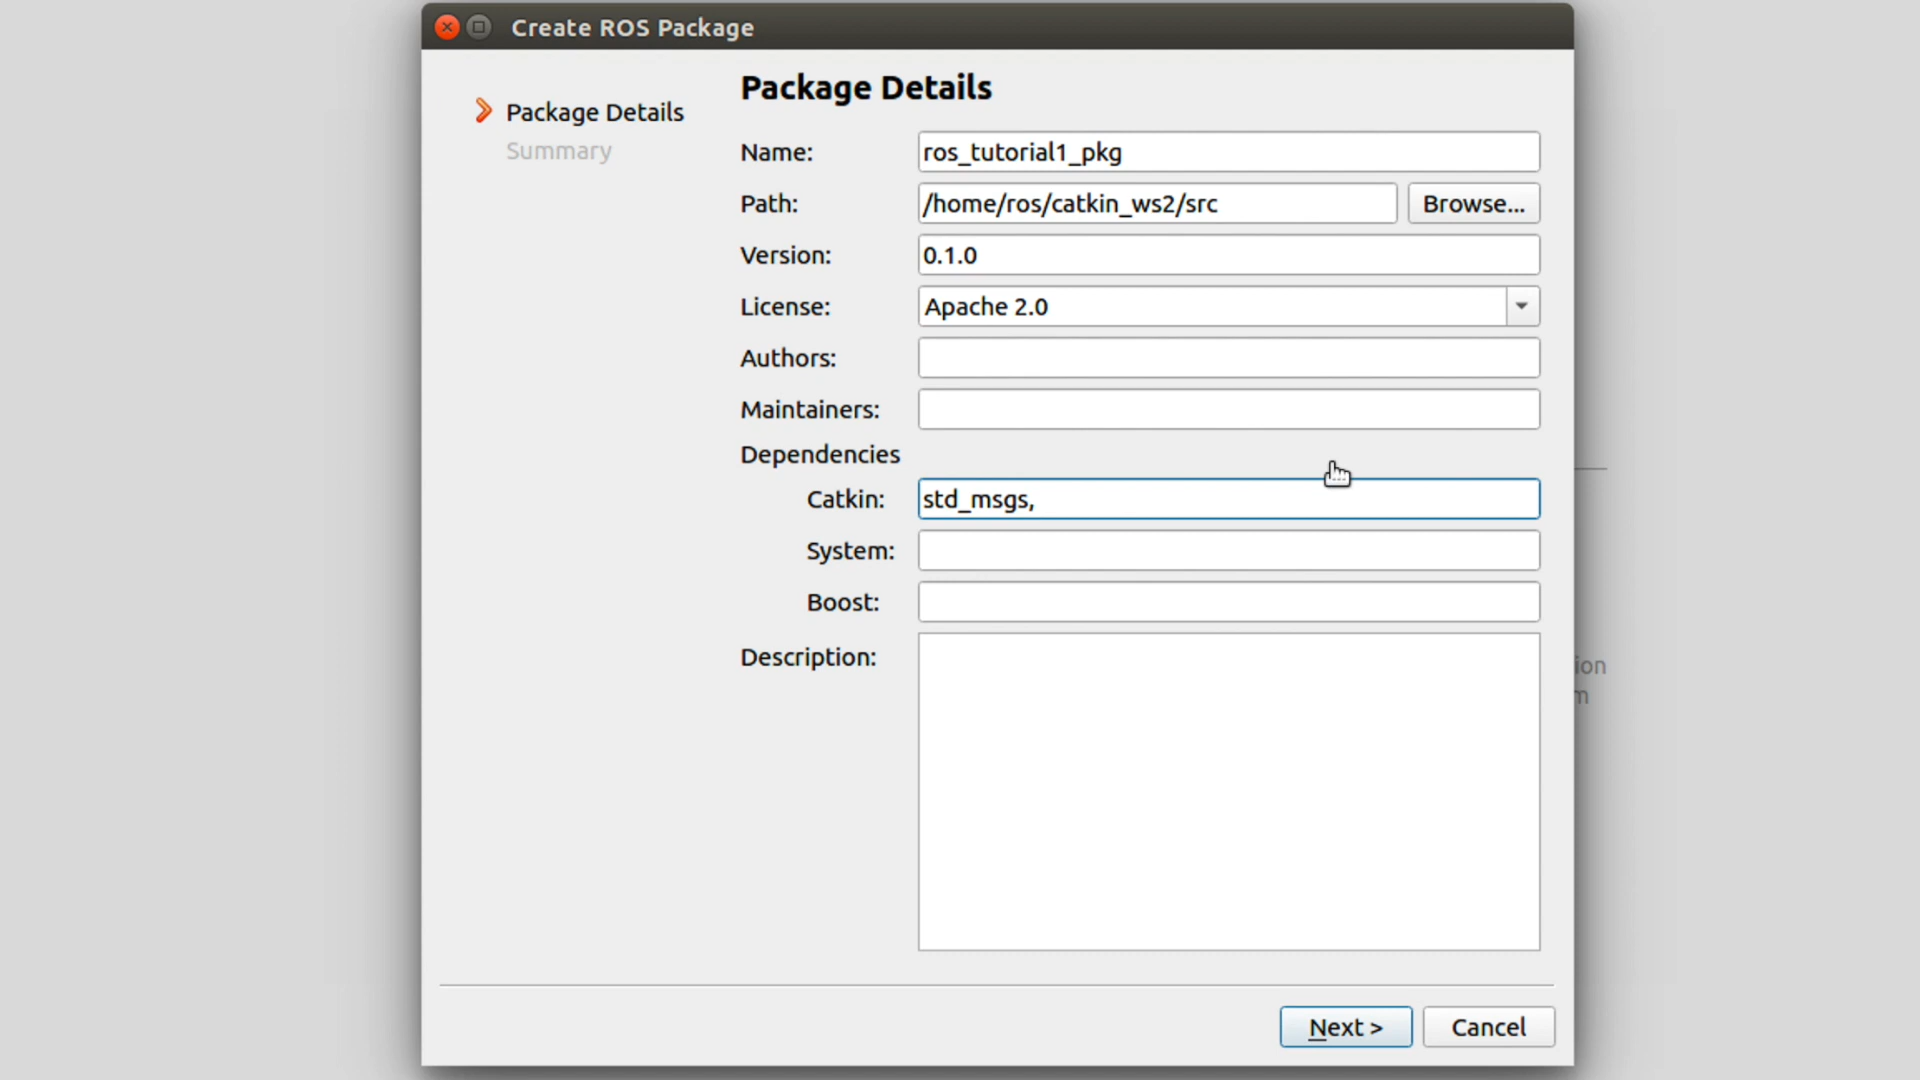 Create ROS Package
Package Details
Summary
Package Details
Name: ros_tutorial1_pkg
Path: /home/ros/catkin_ws2/src Browse...
Version: 0.1.0
License: Apache 2.0
Authors:
Maintainers:
Dependencies
Catkin: std_msgs,
System:
Boost:
Description:
ion
m
Next >
Cancel